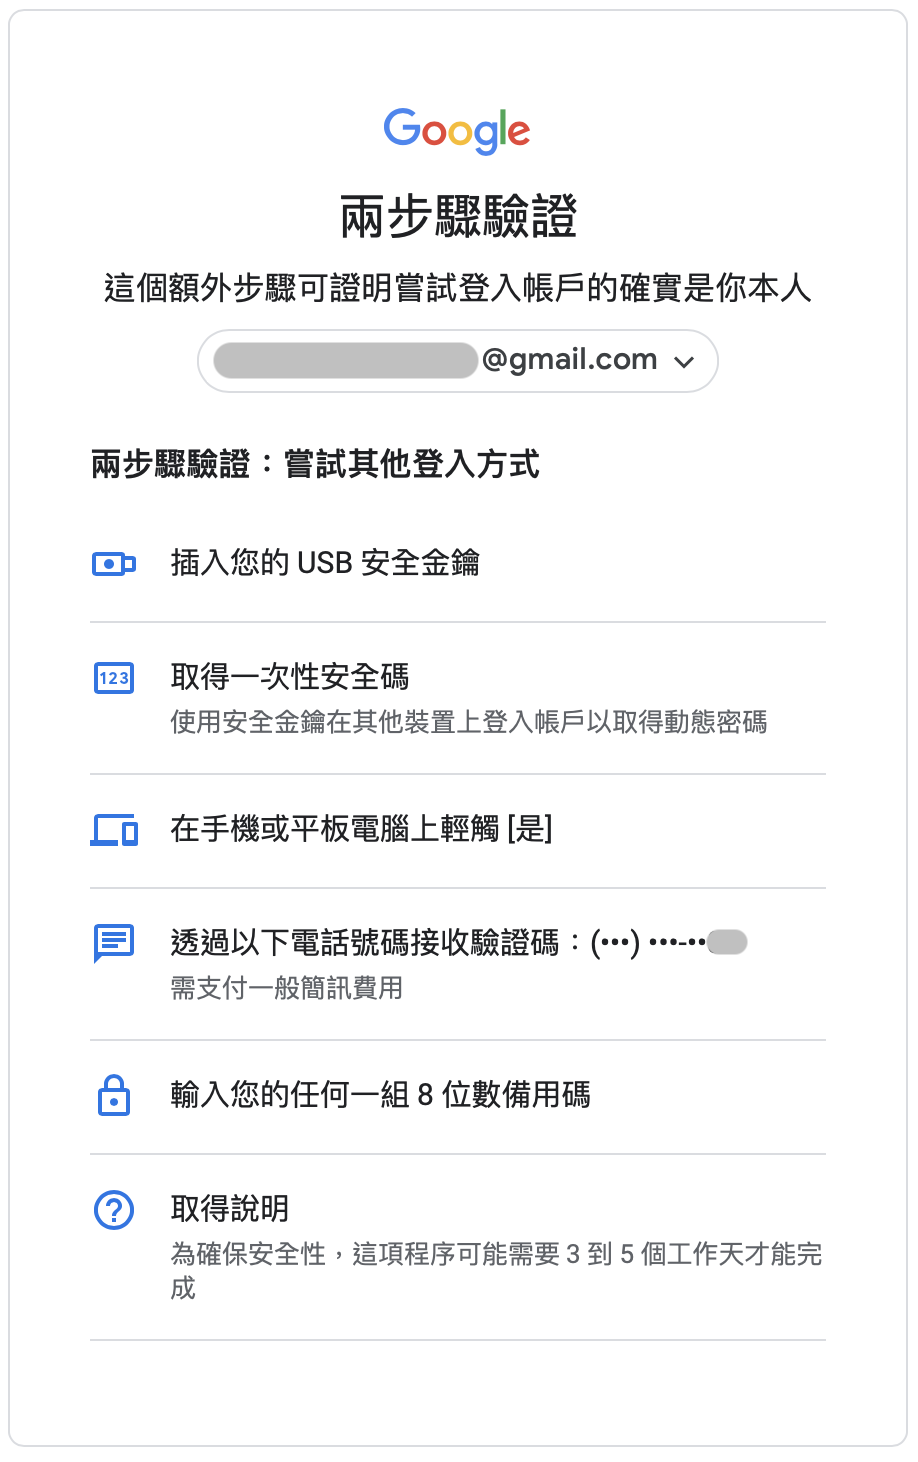 Google
兩步驟驗證
這個額外步驟可證明嘗試登入帳戶的確實是你本人
@gmail.com
兩步驟驗證：嘗試其他登入方式
插入您的 USB 安全金鑰
123
取得一次性安全碼
使用安全金鑰在其他裝置上登入帳戶以取得動態密碼
在手機或平板電腦上輕觸 [是]
透過以下電話號碼接收驗證碼：(•••) •••-••
需支付一般簡訊費用
輸入您的任何一組 8 位數備用碼
取得說明
為確保安全性，這項程序可能需要 3 到 5 個工作天才能完
成